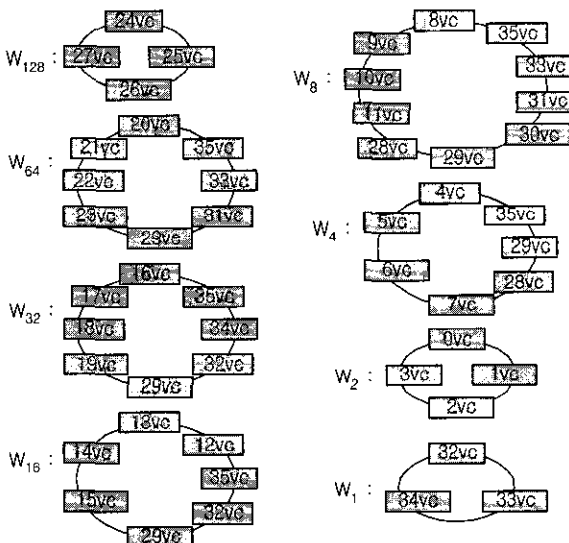 W128 :
24vc
27vc
25vc
26vc
W64 :
20vc
21vc
35vc
22vc
33vc
23vc
31vc
29vc
W32 :
16vc
17vc
35vc
18vc
34vc
19vc
32vc
29vc
W16 :
13vc
14vc
12vc
35vc
15vc
32vc
29vc
W8 :
8vc
9vc
35vc
10vc
33vc
11vc
31vc
30vc
28vc
29vc
W4 :
4vc
5vc
35vc
29vc
6vc
28vc
7vc
W2 :
0vc
3vc
1vc
2vc
W1 :
32vc
34vc
33vc